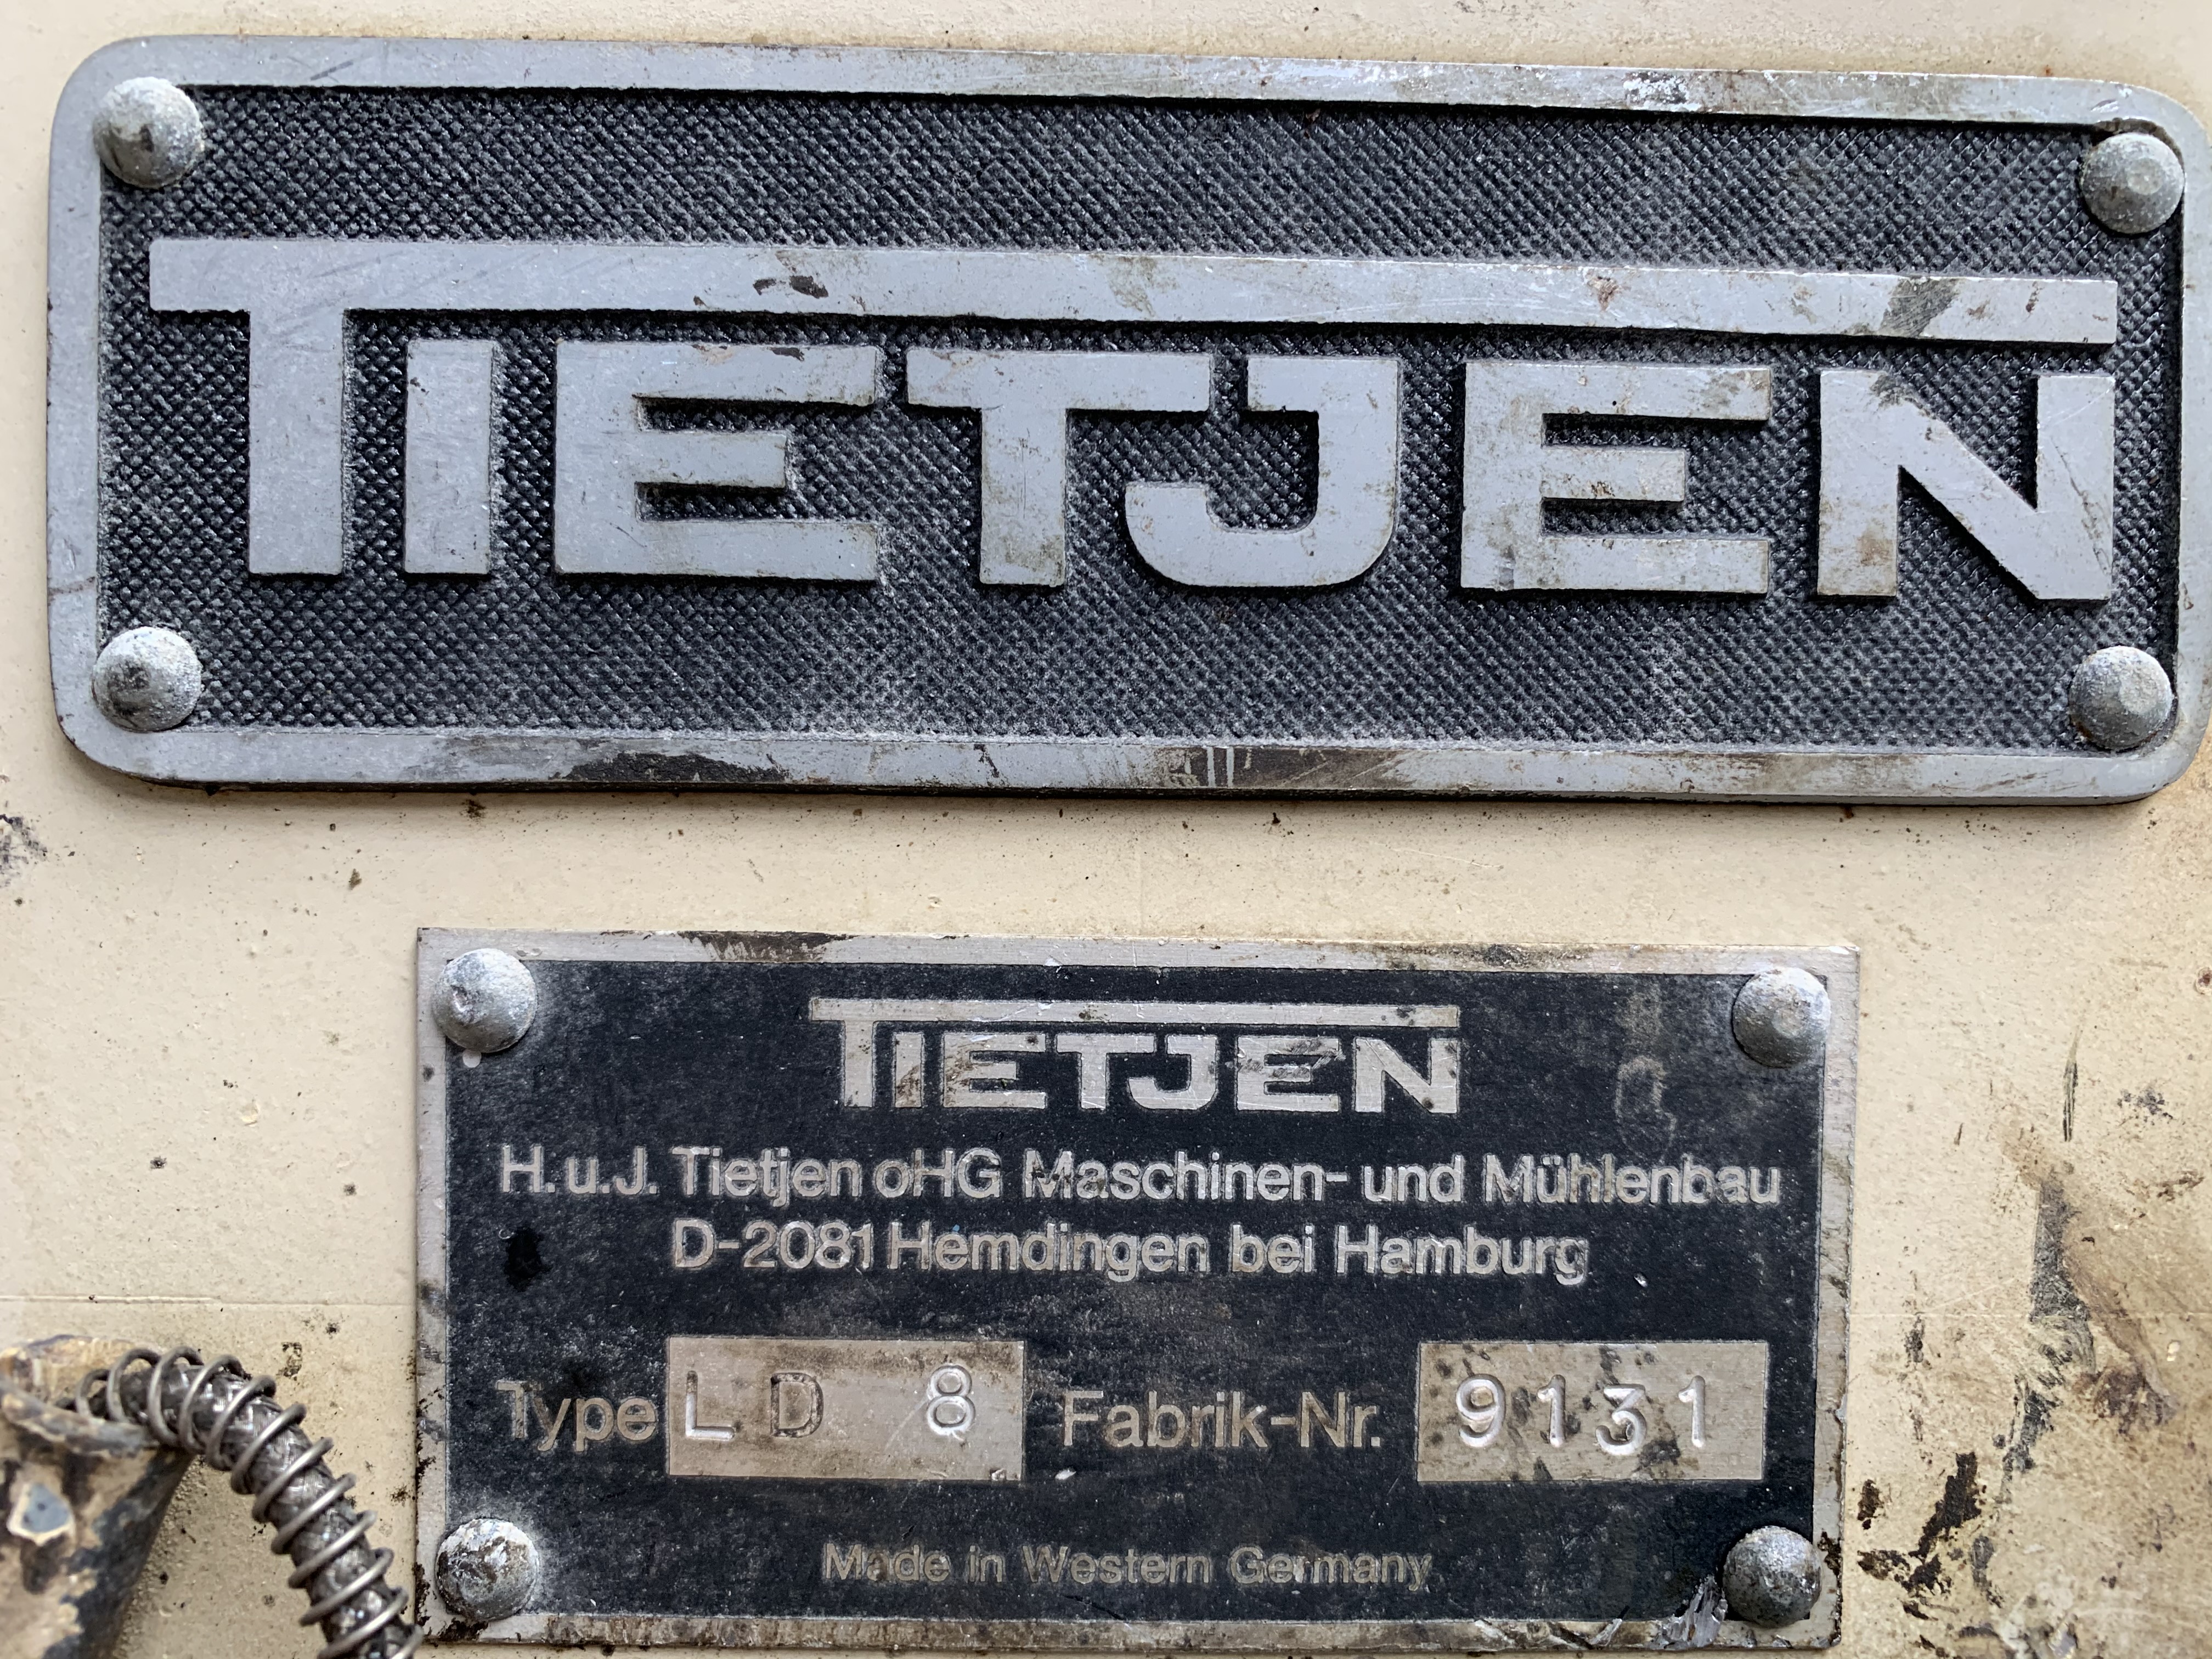 TIETJEN
TIETJEN
H.u.J. Tietjen oHG Maschinen- und Mühlenbau
D-2081 Hemdingen bei Hamburg
Type LD 8 Fabrik-Nr. 9131
Made in Western Germany